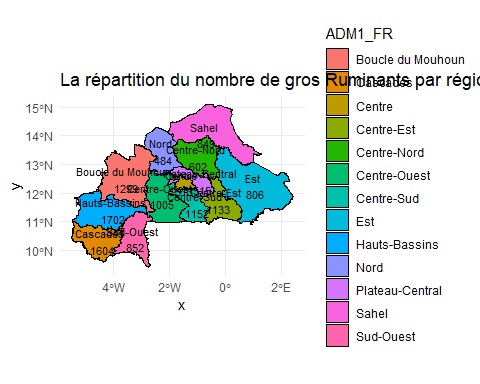 La répartition du nombre de gros Ruminants par régio
ADM1_FR
Boucle du Mouhoun
Cascades
Centre
Centre-Est
Centre-Nord
Centre-Ouest
Centre-Sud
Est
Hauts-Bassins
Nord
Plateau-Central
Sahel
Sud-Ouest
y
15°N
14°N
13°N
12°N
11°N
10°N
Sahel
Nord
484
Centre-Nord
602
Boucle du Mouhoun
Est
806
1005
Hauts-Bassins
1702
1152
1133
Cascades
1604
852
4°W
2°W
0°
2°E
x